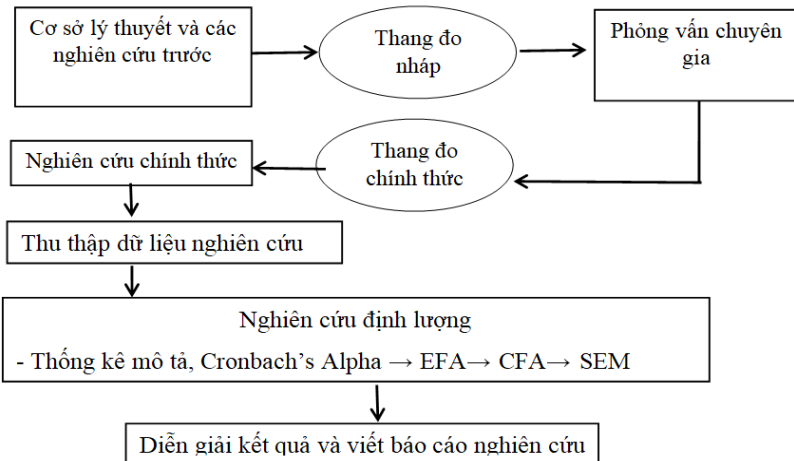 Cơ sở lý thuyết và các
nghiên cứu trước
Thang đo
nháp
Phỏng vấn chuyên
gia
Nghiên cứu chính thức
Thang đo
chính thức
Thu thập dữ liệu nghiên cứu
Nghiên cứu định lượng
- Thống kê mô tả, Cronbach’s Alpha → EFA→ CFA→ SEM
Diễn giải kết quả và viết báo cáo nghiên cứu